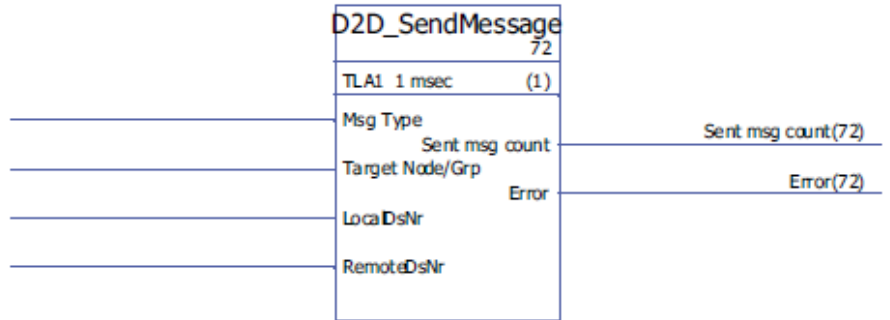 D2D_SendMessage
72
TLA1 1 msec (1)
Msg Type
Sent msg count
Sent msg count(72)
Target Node/Grp
Error
Error(72)
LocalDsNr
RemoteDsNr